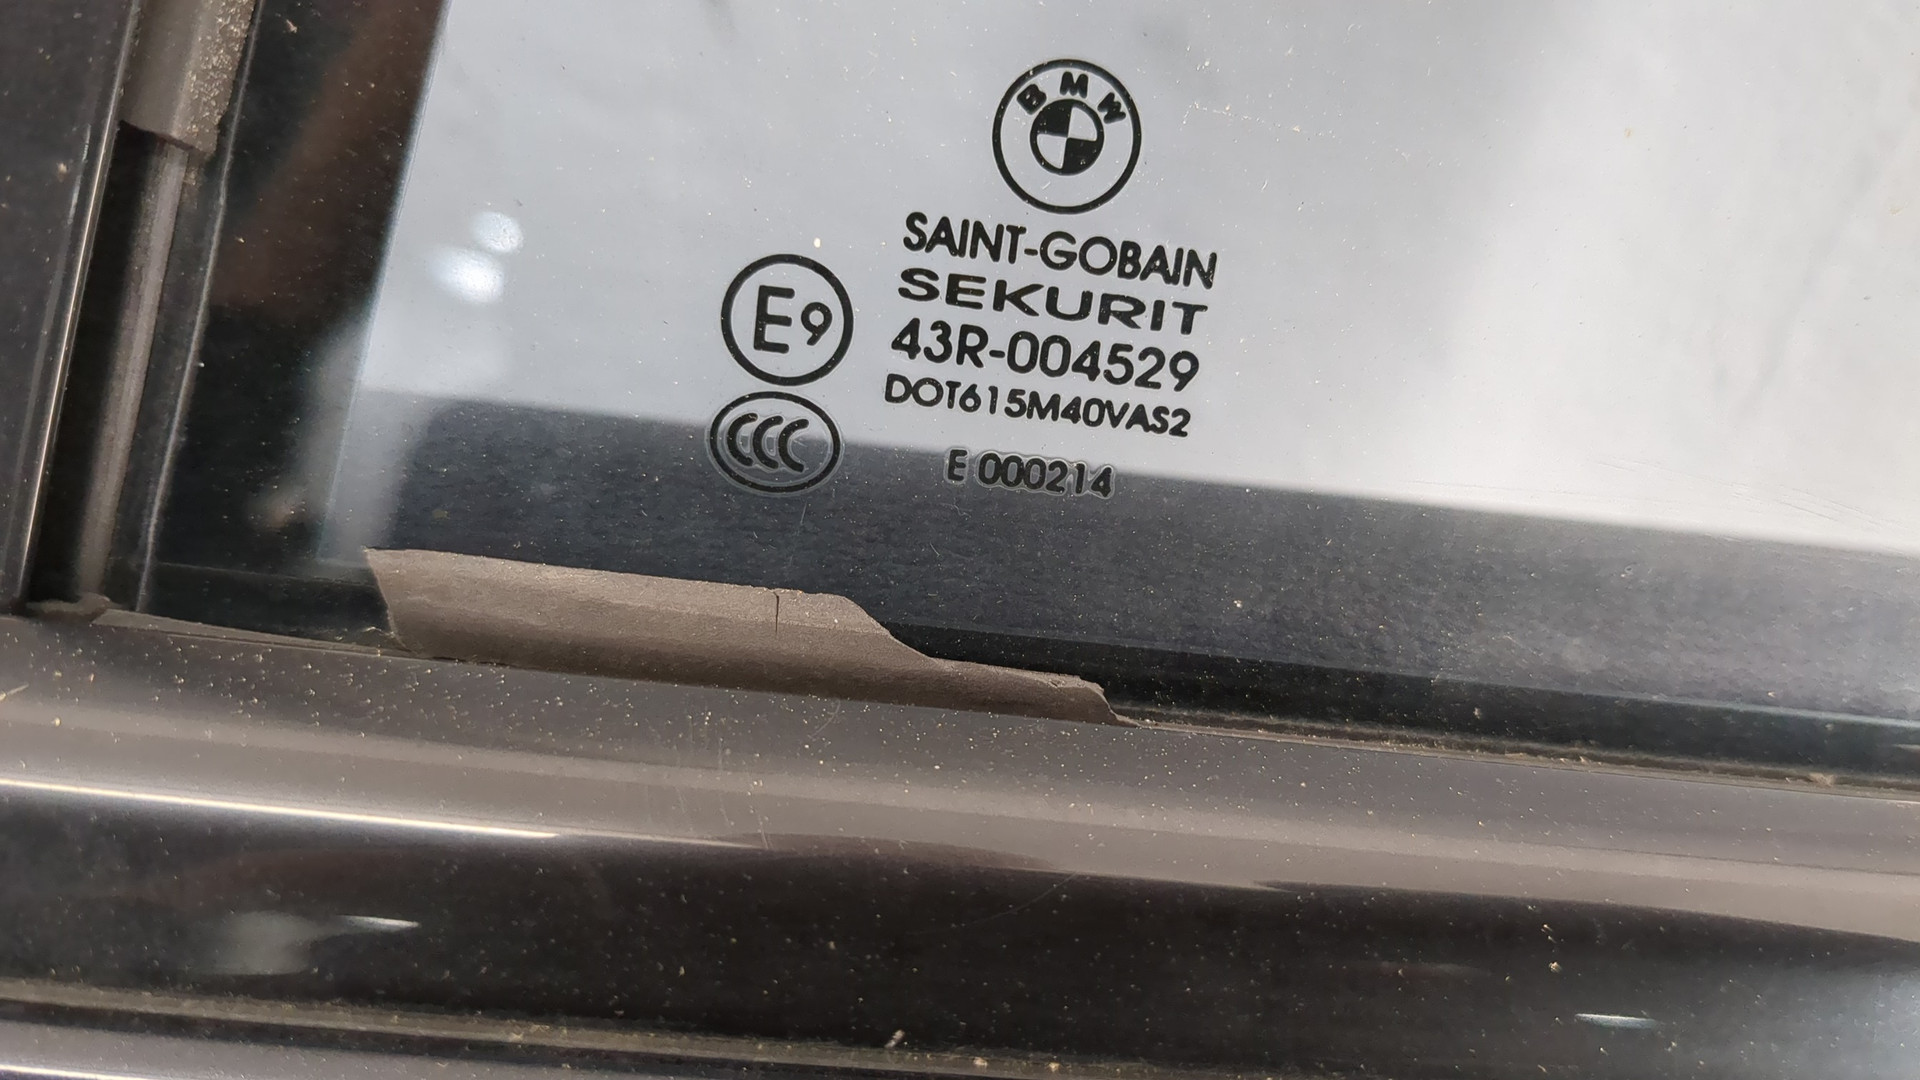 BMW
SAINT-GOBAIN
SEKURIT
E9
43R-004529
DOT615M40VAS2
CCC
E 000214